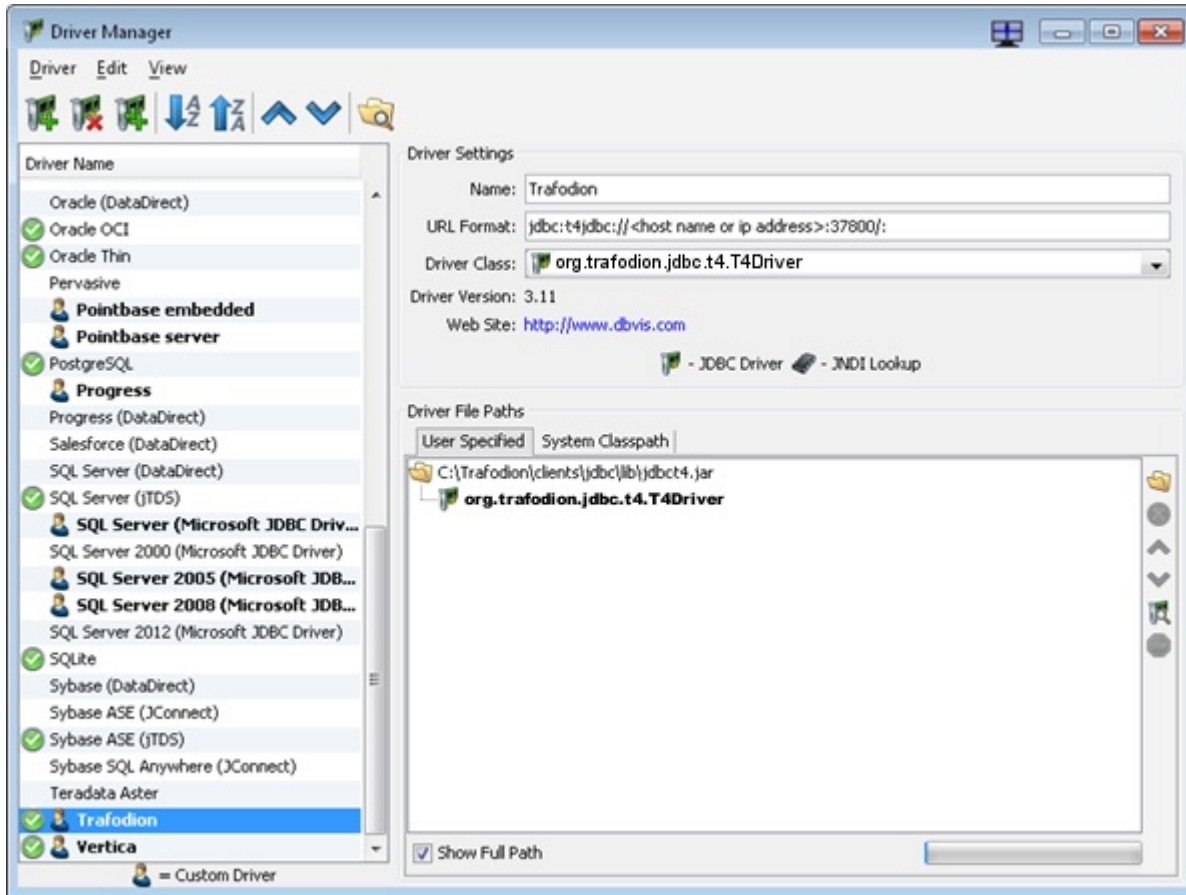 Driver Manager
Driver Edit View
Driver Name
Oracle (DataDirect)
Oracle OCI
Oracle Thin
Pervasive
Pointbase embedded
Pointbase server
PostgreSQL
Progress
Progress (DataDirect)
Salesforce (DataDirect)
SQL Server (DataDirect)
SQL Server (jTDS)
SQL Server (Microsoft JDBC Driv...
SQL Server 2000 (Microsoft JDBC Driver)
SQL Server 2005 (Microsoft JDB...
SQL Server 2008 (Microsoft JDB...
SQL Server 2012 (Microsoft JDBC Driver)
SQLite
Sybase (DataDirect)
Sybase ASE (JConnect)
Sybase ASE (jTDS)
Sybase SQL Anywhere (JConnect)
Teradata Aster
Trafodion
Vertica
= Custom Driver
Driver Settings
Name: Trafodion
URL Format: jdbc:t4jdbc://<host name or ip address>:37800/:
Driver Class: org.trafodion.jdbc.t4.T4Driver
Driver Version: 3.11
Web Site: http://www.dbvis.com
- JDBC Driver - JNDI Lookup
Driver File Paths
User Specified System Classpath
C:\Trafodion\clients\jdbc\lib\jdbct4.jar
org.trafodion.jdbc.t4.T4Driver
Show Full Path